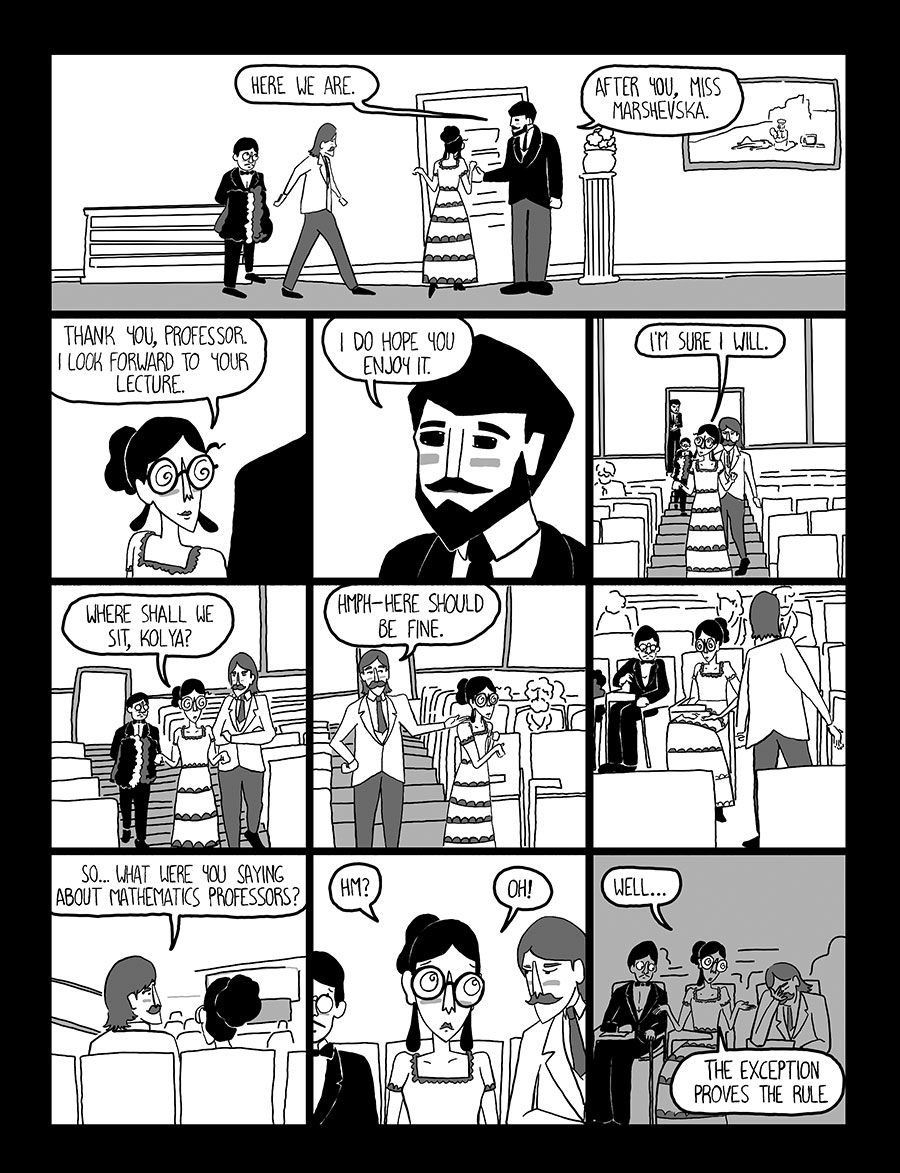 HERE WE ARE.
AFTER YOU, MISS
MARSHEVSKA.
THANK YOU, PROFESSOR.
I LOOK FORWARD TO YOUR
LECTURE.
I DO HOPE YOU
ENJOY IT.
I'M SURE I WILL.
WHERE SHALL WE
SIT, KOLYA?
HMPH-HERE SHOULD
BE FINE.
SO... WHAT WERE YOU SAYING
ABOUT MATHEMATICS PROFESSORS?
HM?
OH!
WELL...
THE EXCEPTION
PROVES THE RULE